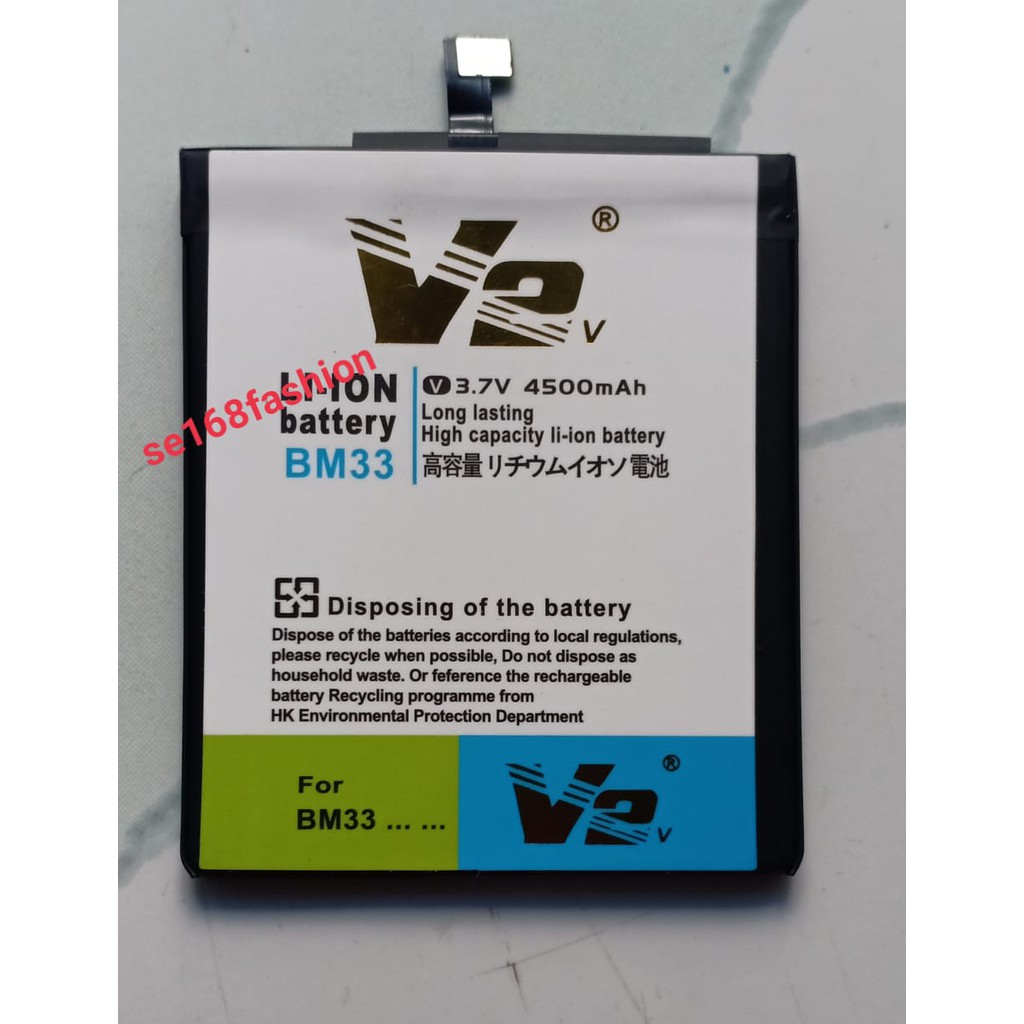 V2 ®
V
LI-ION
battery
BM33
V 3.7V 4500mAh
Long lasting
High capacity li-ion battery
高容量リチウムイオソ電池
se168fashion
Disposing of the battery
Dispose of the batteries according to local regulations,
please recycle when possible, Do not dispose as
household waste. Or feference the rechargeable
battery Recycling programme from
HK Environmental Protection Department
For
BM33 ... ...
V2 ®
V